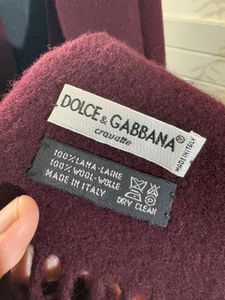 DOLCE & GABBANA®
cravatte
MADE IN ITALY
100% LANA-LAINE
100% WOOL-WOLLE
MADE IN ITALY
DRY CLEAN